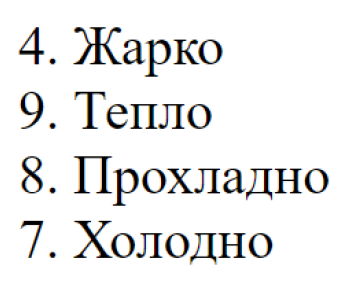 4. Жарко
9. Тепло
8. Прохладно
7. Холодно